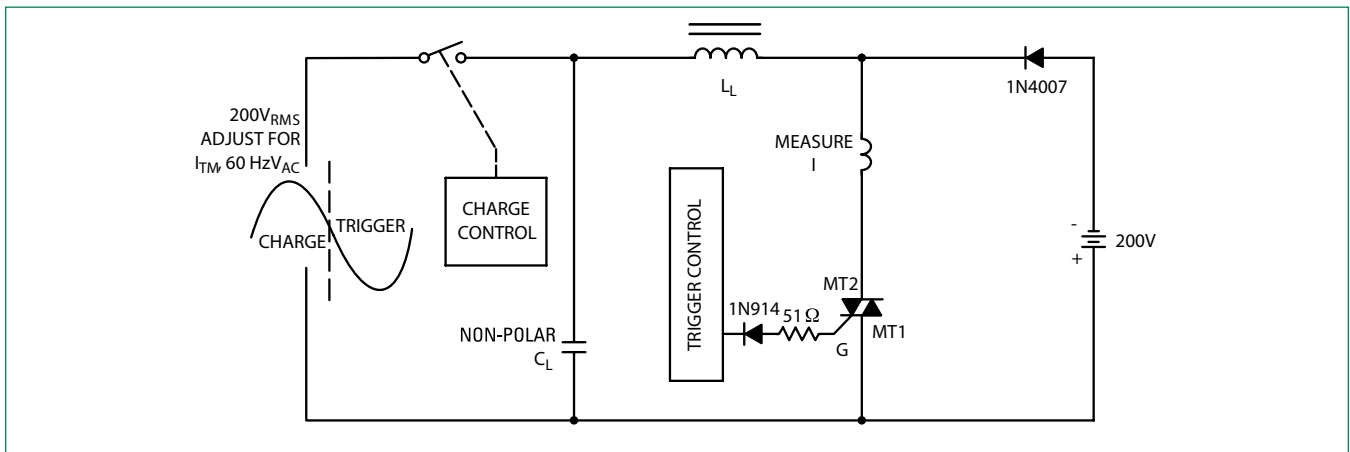 200V_RMS
ADJUST FOR
I_TM, 60 HzV_AC
CHARGE
TRIGGER
CHARGE
CONTROL
NON-POLAR
C_L
L_L
MEASURE
I
TRIGGER CONTROL
1N914
51 Ω
G
MT2
MT1
1N4007
-
+
200V